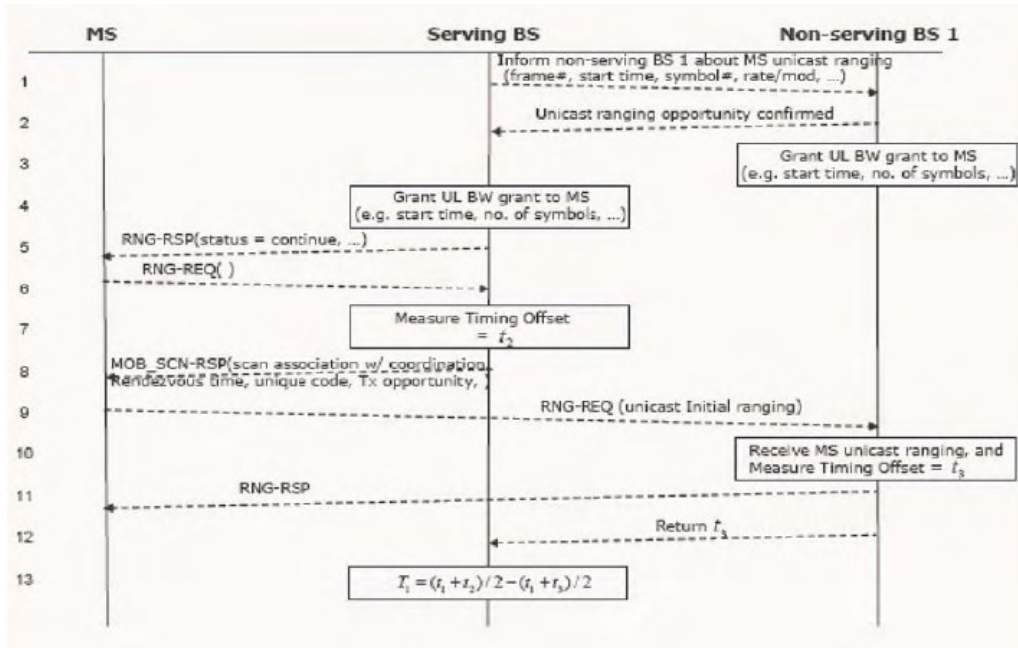 MS Serving BS Non-serving BS 1
Inform non-serving BS 1 about MS unicast ranging
1 (frame#, start time, symbol#, rate/mod, ...)
2 Unicast ranging opportunity confirmed
3 Grant UL BW grant to MS
(e.g. start time, no. of symbols, ...)
4 Grant UL BW grant to MS
(e.g. start time, no. of symbols, ...)
5 RNG-RSP(status = continue, ...)
6 RNG-REQ( )
7 Measure Timing Offset
= t₂
8 MOB_SCN-RSP(scan association w/ coordination,
Rendezvous time, unique code, Tx opportunity, )
9 RNG-REQ (unicast Initial ranging)
10 Receive MS unicast ranging, and
Measure Timing Offset = t₃
11 RNG-RSP
12 Return t₃
13 T₁ = (t₁ + t₂) / 2 − (t₁ + t₃) / 2